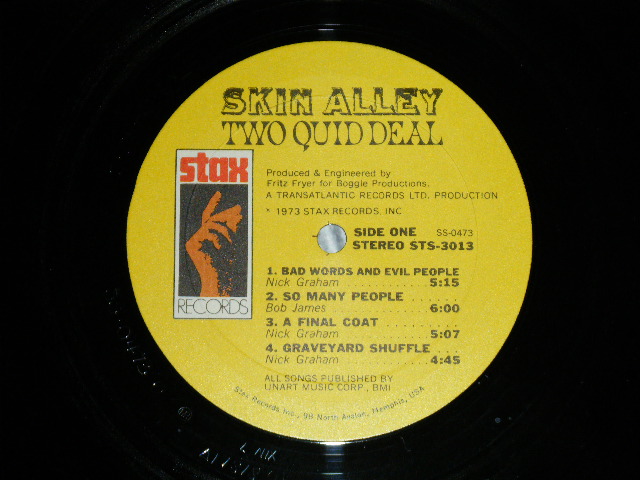 SKIN ALLEY
TWO QUID DEAL
stax
RECORDS
Produced & Engineered by
Fritz Fryer for Boggle Productions.
A TRANSATLANTIC RECORDS LTD. PRODUCTION
1973 STAX RECORDS, INC
SIDE ONE SS-0473
STEREO STS-3013
1. BAD WORDS AND EVIL PEOPLE
Nick Graham . . . . . . . . . . . 5:15
2. SO MANY PEOPLE . . . . . .
Bob James . . . . . . . . . . . . 6:00
3. A FINAL COAT . . . . . . . . .
Nick Graham . . . . . . . . . . . 5:07
4. GRAVEYARD SHUFFLE . . .
Nick Graham . . . . . . . . . . . 4:45
ALL SONGS PUBLISHED BY
UNART MUSIC CORP., BMI
Stax Records Inc., 98 North Avalon, Memphis, USA